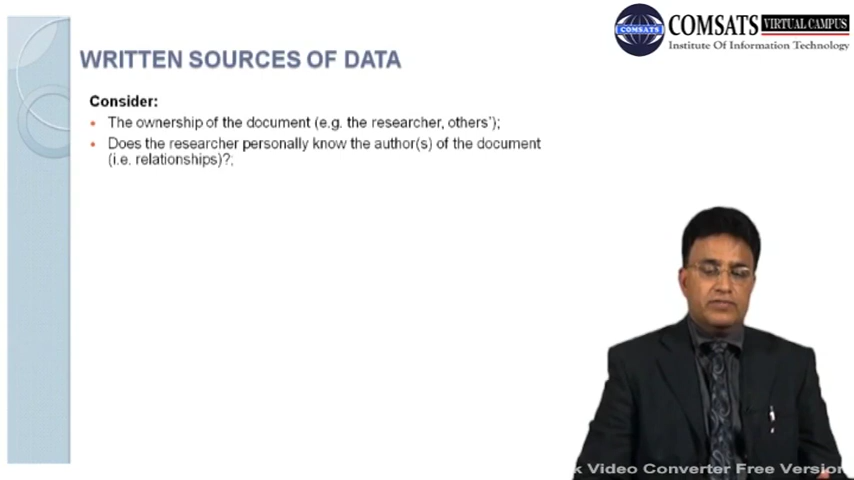 COMSATS VIRTUAL CAMPUS
COMSATS
Institute Of Information Technology
WRITTEN SOURCES OF DATA
Consider:
• The ownership of the document (e.g. the researcher, others');
• Does the researcher personally know the author(s) of the document
(i.e. relationships)?;
Video Converter Free Version